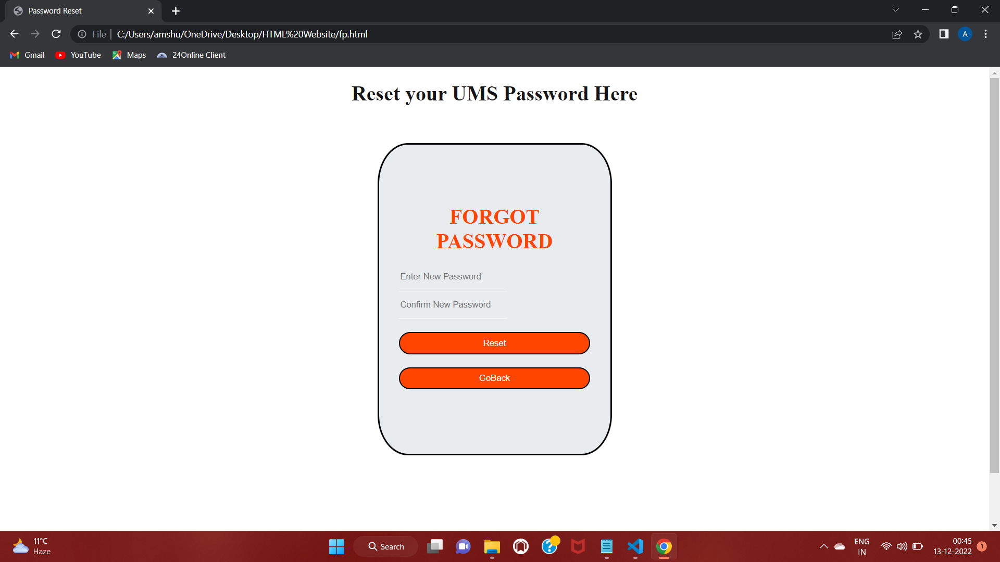 Password Reset
File | C:/Users/amshu/OneDrive/Desktop/HTML%20Website/fp.html
A
Gmail YouTube Maps 24Online Client
Reset your UMS Password Here
FORGOT
PASSWORD
Enter New Password
Confirm New Password
Reset
GoBack
11°C
Haze
Search
ENG
IN
00:45
13-12-2022
1